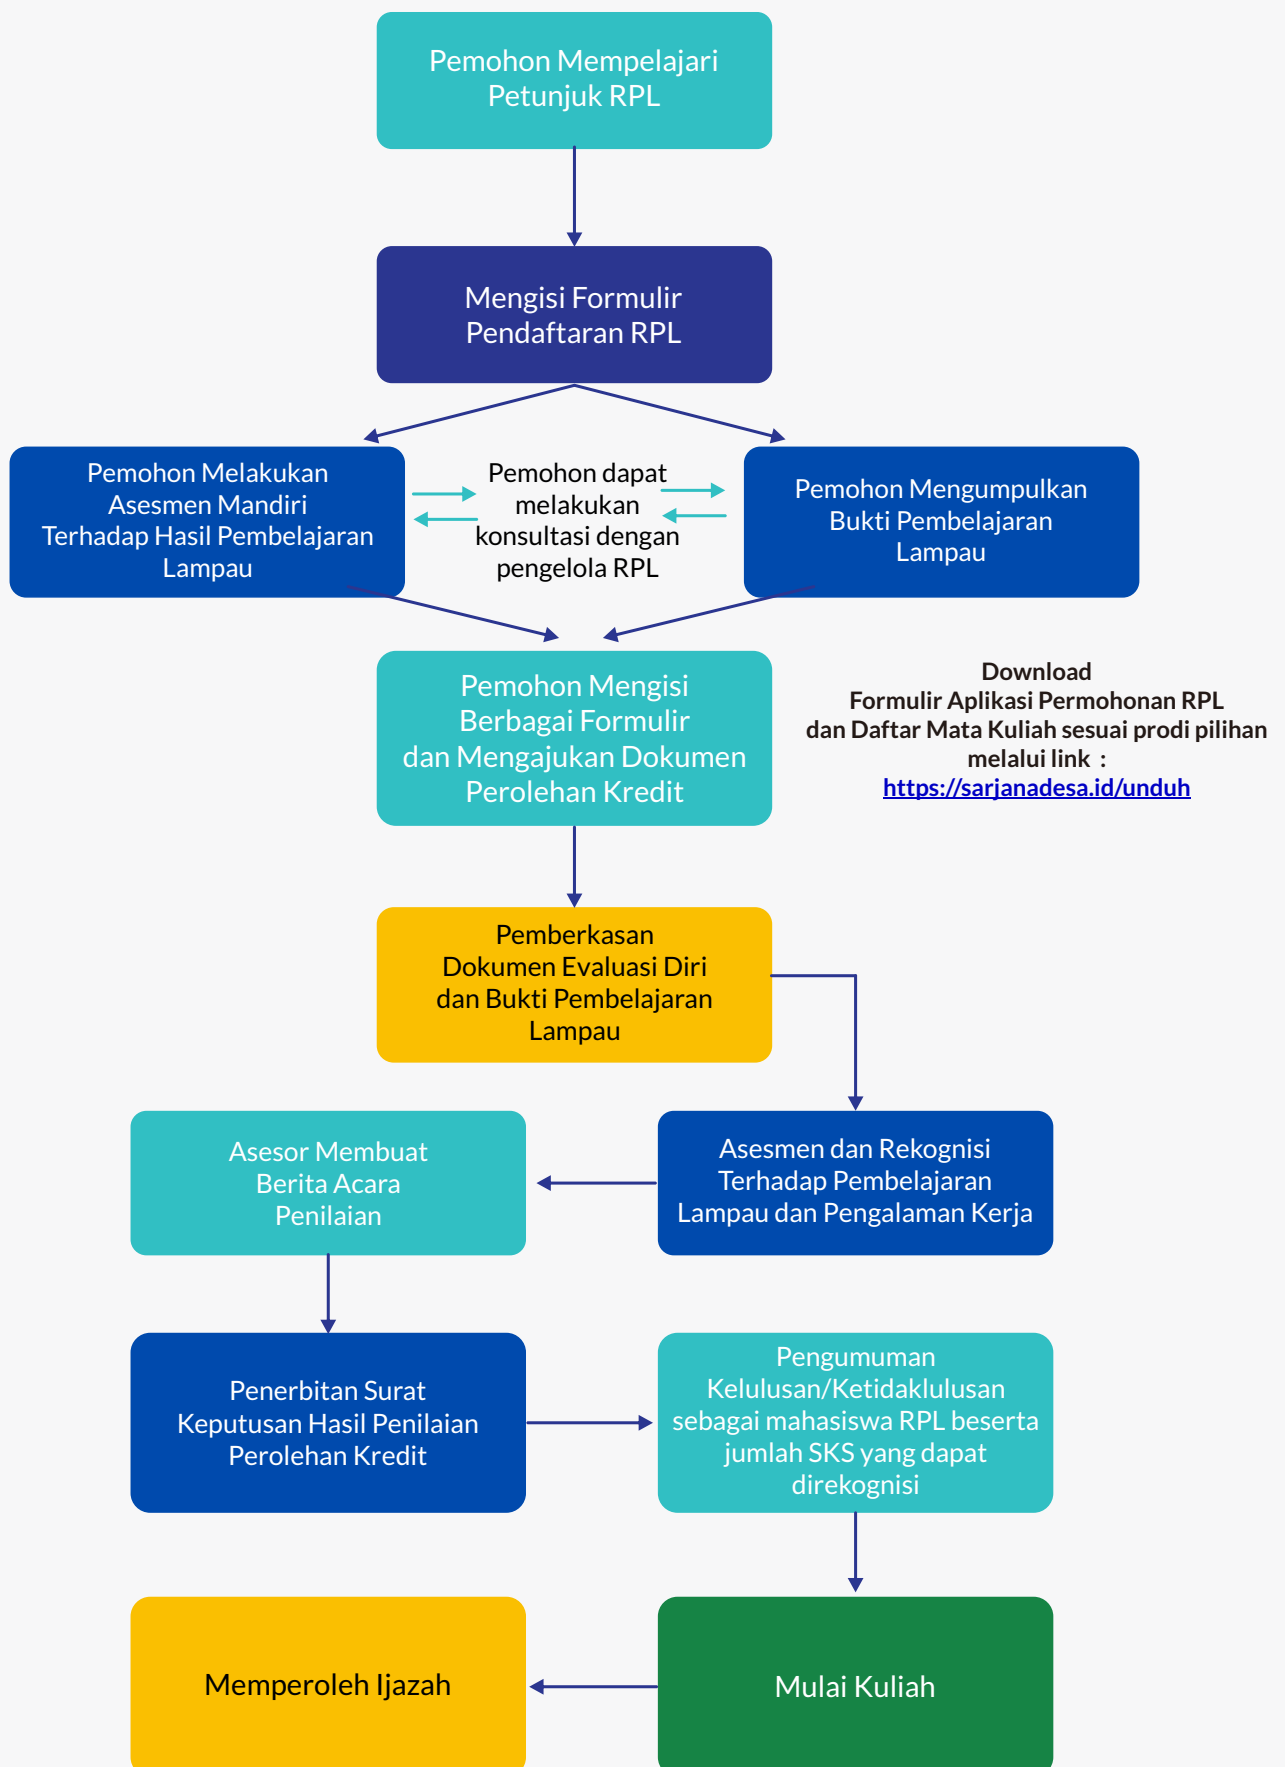 Pemohon Mempelajari
Petunjuk RPL
Mengisi Formulir
Pendaftaran RPL
Pemohon Melakukan
Asesmen Mandiri
Terhadap Hasil Pembelajaran
Lampau
Pemohon dapat
melakukan
konsultasi dengan
pengelola RPL
Pemohon Mengumpulkan
Bukti Pembelajaran
Lampau
Pemohon Mengisi
Berbagai Formulir
dan Mengajukan Dokumen
Perolehan Kredit
Download
Formulir Aplikasi Permohonan RPL
dan Daftar Mata Kuliah sesuai prodi pilihan
melalui link :
https://sarjanadesa.id/unduh
Pemberkasan
Dokumen Evaluasi Diri
dan Bukti Pembelajaran
Lampau
Asesmen dan Rekognisi
Terhadap Pembelajaran
Lampau dan Pengalaman Kerja
Asesor Membuat
Berita Acara
Penilaian
Penerbitan Surat
Keputusan Hasil Penilaian
Perolehan Kredit
Pengumuman
Kelulusan/Ketidaklulusan
sebagai mahasiswa RPL beserta
jumlah SKS yang dapat
direkognisi
Mulai Kuliah
Memperoleh Ijazah